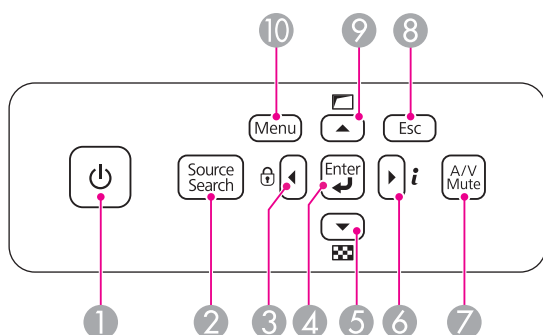 10 9 8
Menu Esc
Source
Search
Enter
i
A/V
Mute
1 2 3 4 5 6 7